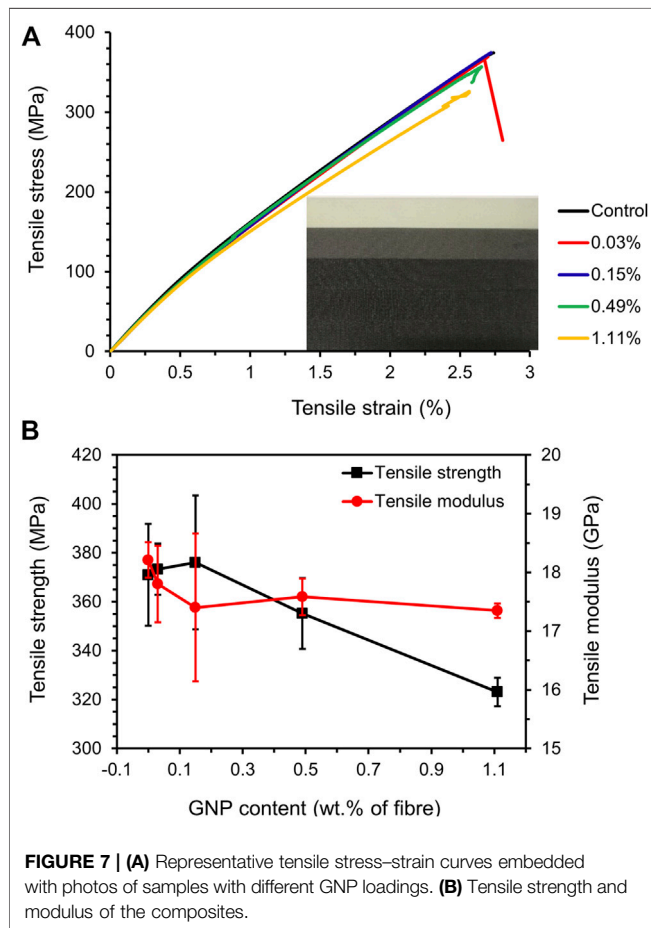 A
Tensile stress (MPa)
400
300
200
100
0
0
0.5
1
1.5
2
2.5
3
Tensile strain (%)
Control
0.03%
0.15%
0.49%
1.11%
B
Tensile strength (MPa)
420
400
380
360
340
320
300
Tensile strength
Tensile modulus
20
19
18
17
16
15
Tensile modulus (GPa)
-0.1
0.1
0.3
0.5
0.7
0.9
1.1
GNP content (wt.% of fibre)
FIGURE 7 | (A) Representative tensile stress–strain curves embedded
with photos of samples with different GNP loadings. (B) Tensile strength and
modulus of the composites.